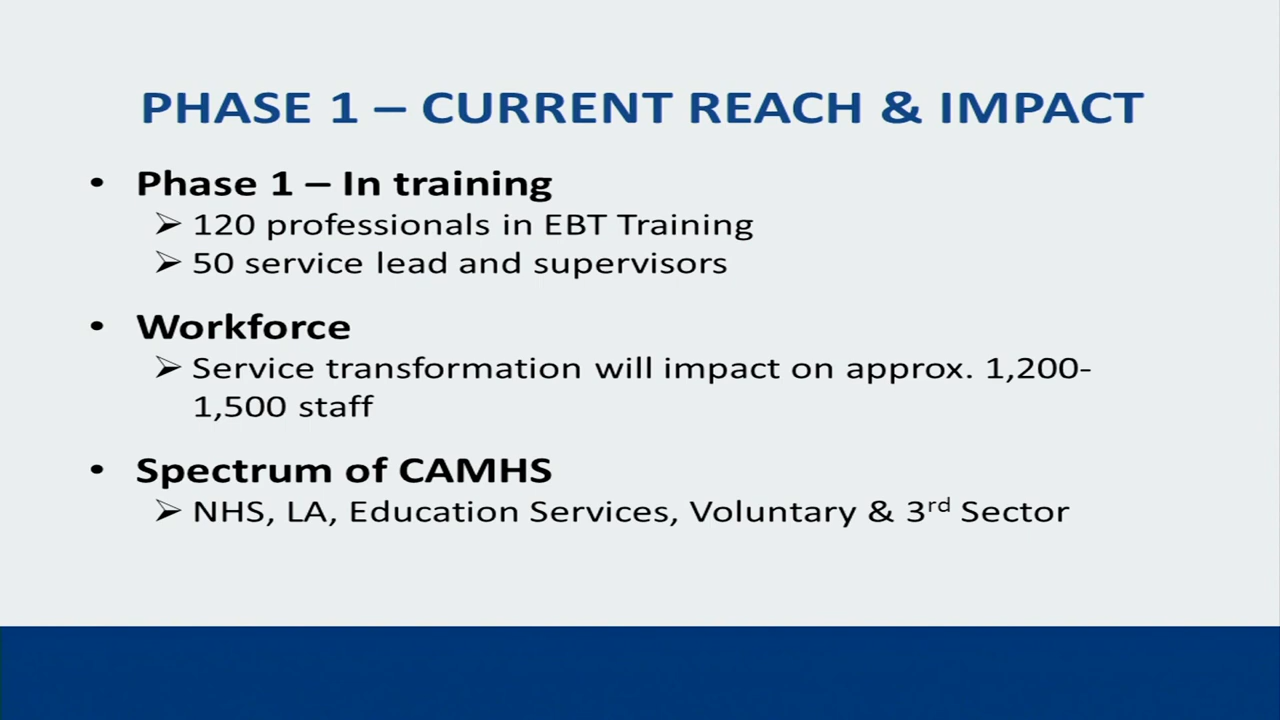 PHASE 1 – CURRENT REACH & IMPACT
• Phase 1 – In training
➢ 120 professionals in EBT Training
➢ 50 service lead and supervisors
• Workforce
➢ Service transformation will impact on approx. 1,200-
1,500 staff
• Spectrum of CAMHS
➢ NHS, LA, Education Services, Voluntary & 3rd Sector